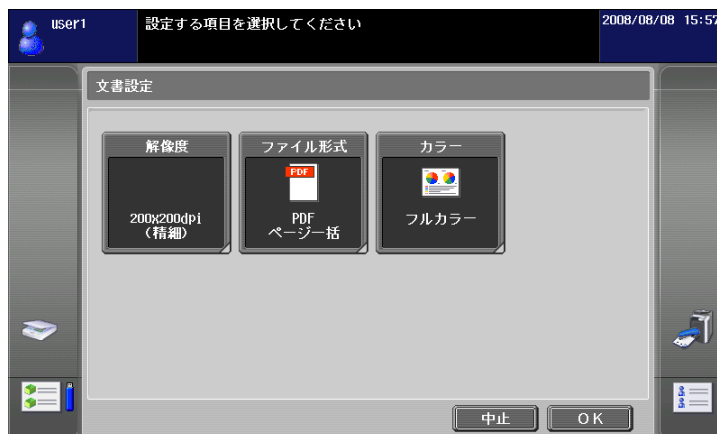 user1
設定する項目を選択してください
2008/08/08 15:57
文書設定
解像度
200x200dpi
(精細)
ファイル形式
PDF
PDF
ページ一括
カラー
フルカラー
中止
OK